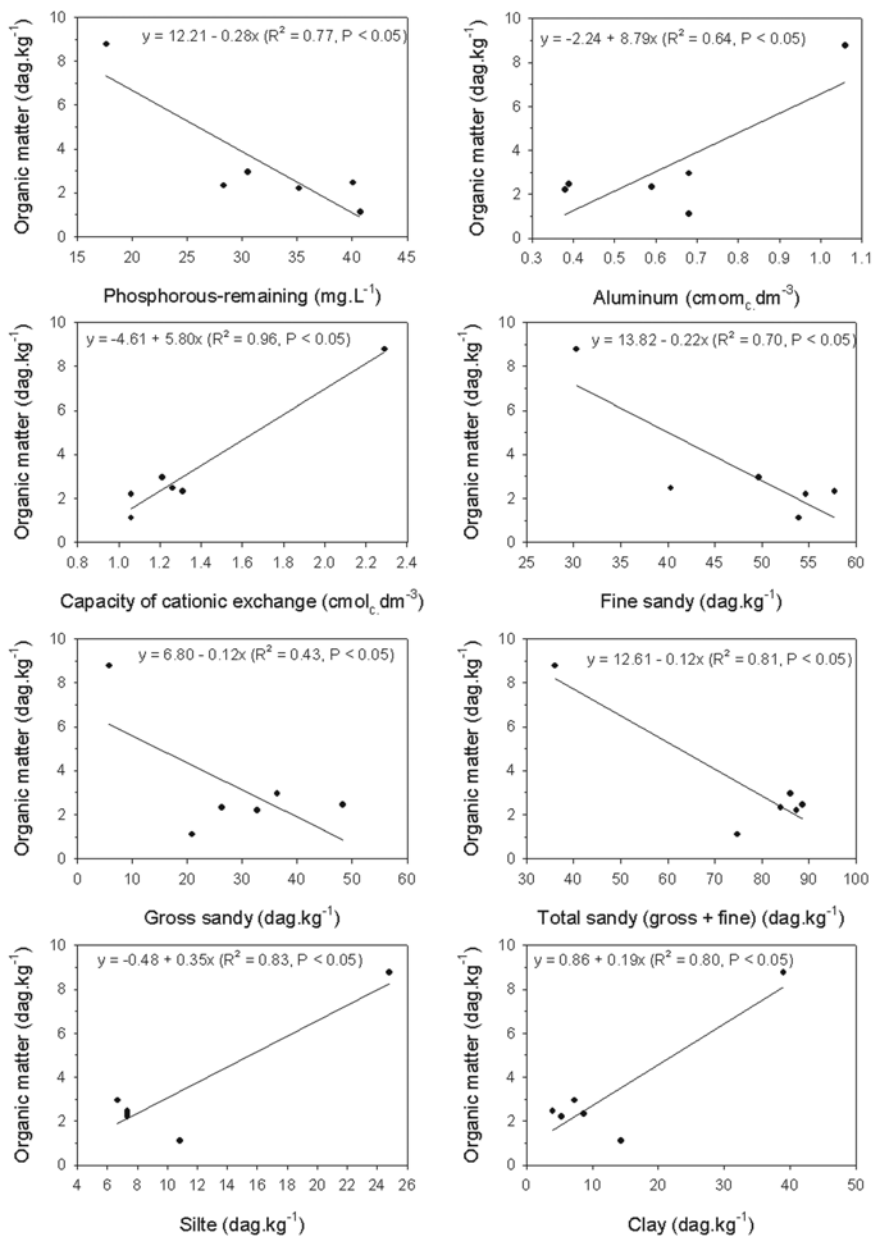 y = 12.21 - 0.28x (R² = 0.77, P < 0.05)
Organic matter (dag.kg⁻¹)
10
8
6
4
2
0
15 20 25 30 35 40 45
Phosphorous-remaining (mg.L⁻¹)
y = -2.24 + 8.79x (R² = 0.64, P < 0.05)
Organic matter (dag.kg⁻¹)
10
8
6
4
2
0
0.3 0.4 0.5 0.6 0.7 0.8 0.9 1.0 1.1
Aluminum (cmom꜀.dm⁻³)
y = -4.61 + 5.80x (R² = 0.96, P < 0.05)
Organic matter (dag.kg⁻¹)
10
8
6
4
2
0
0.8 1.0 1.2 1.4 1.6 1.8 2.0 2.2 2.4
Capacity of cationic exchange (cmol꜀.dm⁻³)
y = 13.82 - 0.22x (R² = 0.70, P < 0.05)
Organic matter (dag.kg⁻¹)
10
8
6
4
2
0
25 30 35 40 45 50 55 60
Fine sandy (dag.kg⁻¹)
y = 6.80 - 0.12x (R² = 0.43, P < 0.05)
Organic matter (dag.kg⁻¹)
10
8
6
4
2
0
0 10 20 30 40 50 60
Gross sandy (dag.kg⁻¹)
y = 12.61 - 0.12x (R² = 0.81, P < 0.05)
Organic matter (dag.kg⁻¹)
10
8
6
4
2
0
30 40 50 60 70 80 90 100
Total sandy (gross + fine) (dag.kg⁻¹)
y = -0.48 + 0.35x (R² = 0.83, P < 0.05)
Organic matter (dag.kg⁻¹)
10
8
6
4
2
0
4 6 8 10 12 14 16 18 20 22 24 26
Silte (dag.kg⁻¹)
y = 0.86 + 0.19x (R² = 0.80, P < 0.05)
Organic matter (dag.kg⁻¹)
10
8
6
4
2
0
0 10 20 30 40 50
Clay (dag.kg⁻¹)